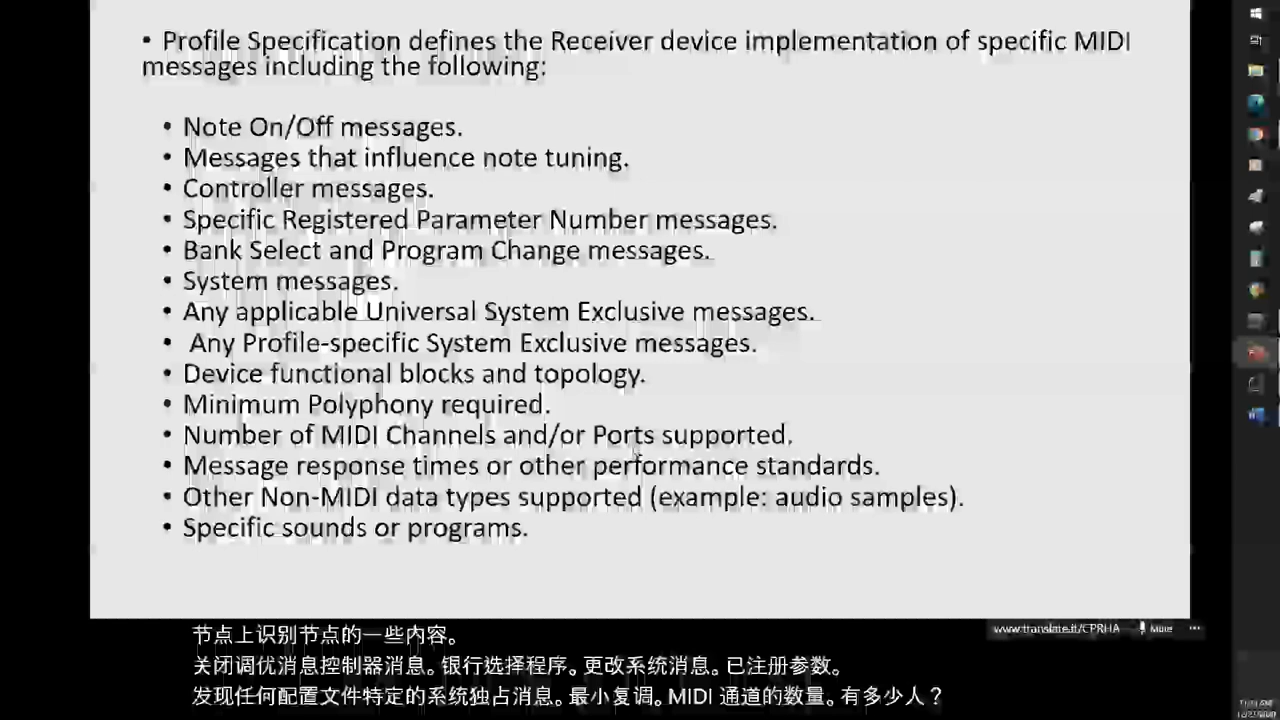 • Profile Specification defines the Receiver device implementation of specific MIDI
messages including the following:
• Note On/Off messages.
• Messages that influence note tuning.
• Controller messages.
• Specific Registered Parameter Number messages.
• Bank Select and Program Change messages.
• System messages.
• Any applicable Universal System Exclusive messages.
• Any Profile-specific System Exclusive messages.
• Device functional blocks and topology.
• Minimum Polyphony required.
• Number of MIDI Channels and/or Ports supported.
• Message response times or other performance standards.
• Other Non-MIDI data types supported (example: audio samples).
• Specific sounds or programs.
节点上识别节点的一些内容。
www.translate.it/CPRHA
关闭调优消息控制器消息。银行选择程序。更改系统消息。已注册参数。
发现任何配置文件特定的系统独占消息。最小复调。MIDI 通道的数量。有多少人？